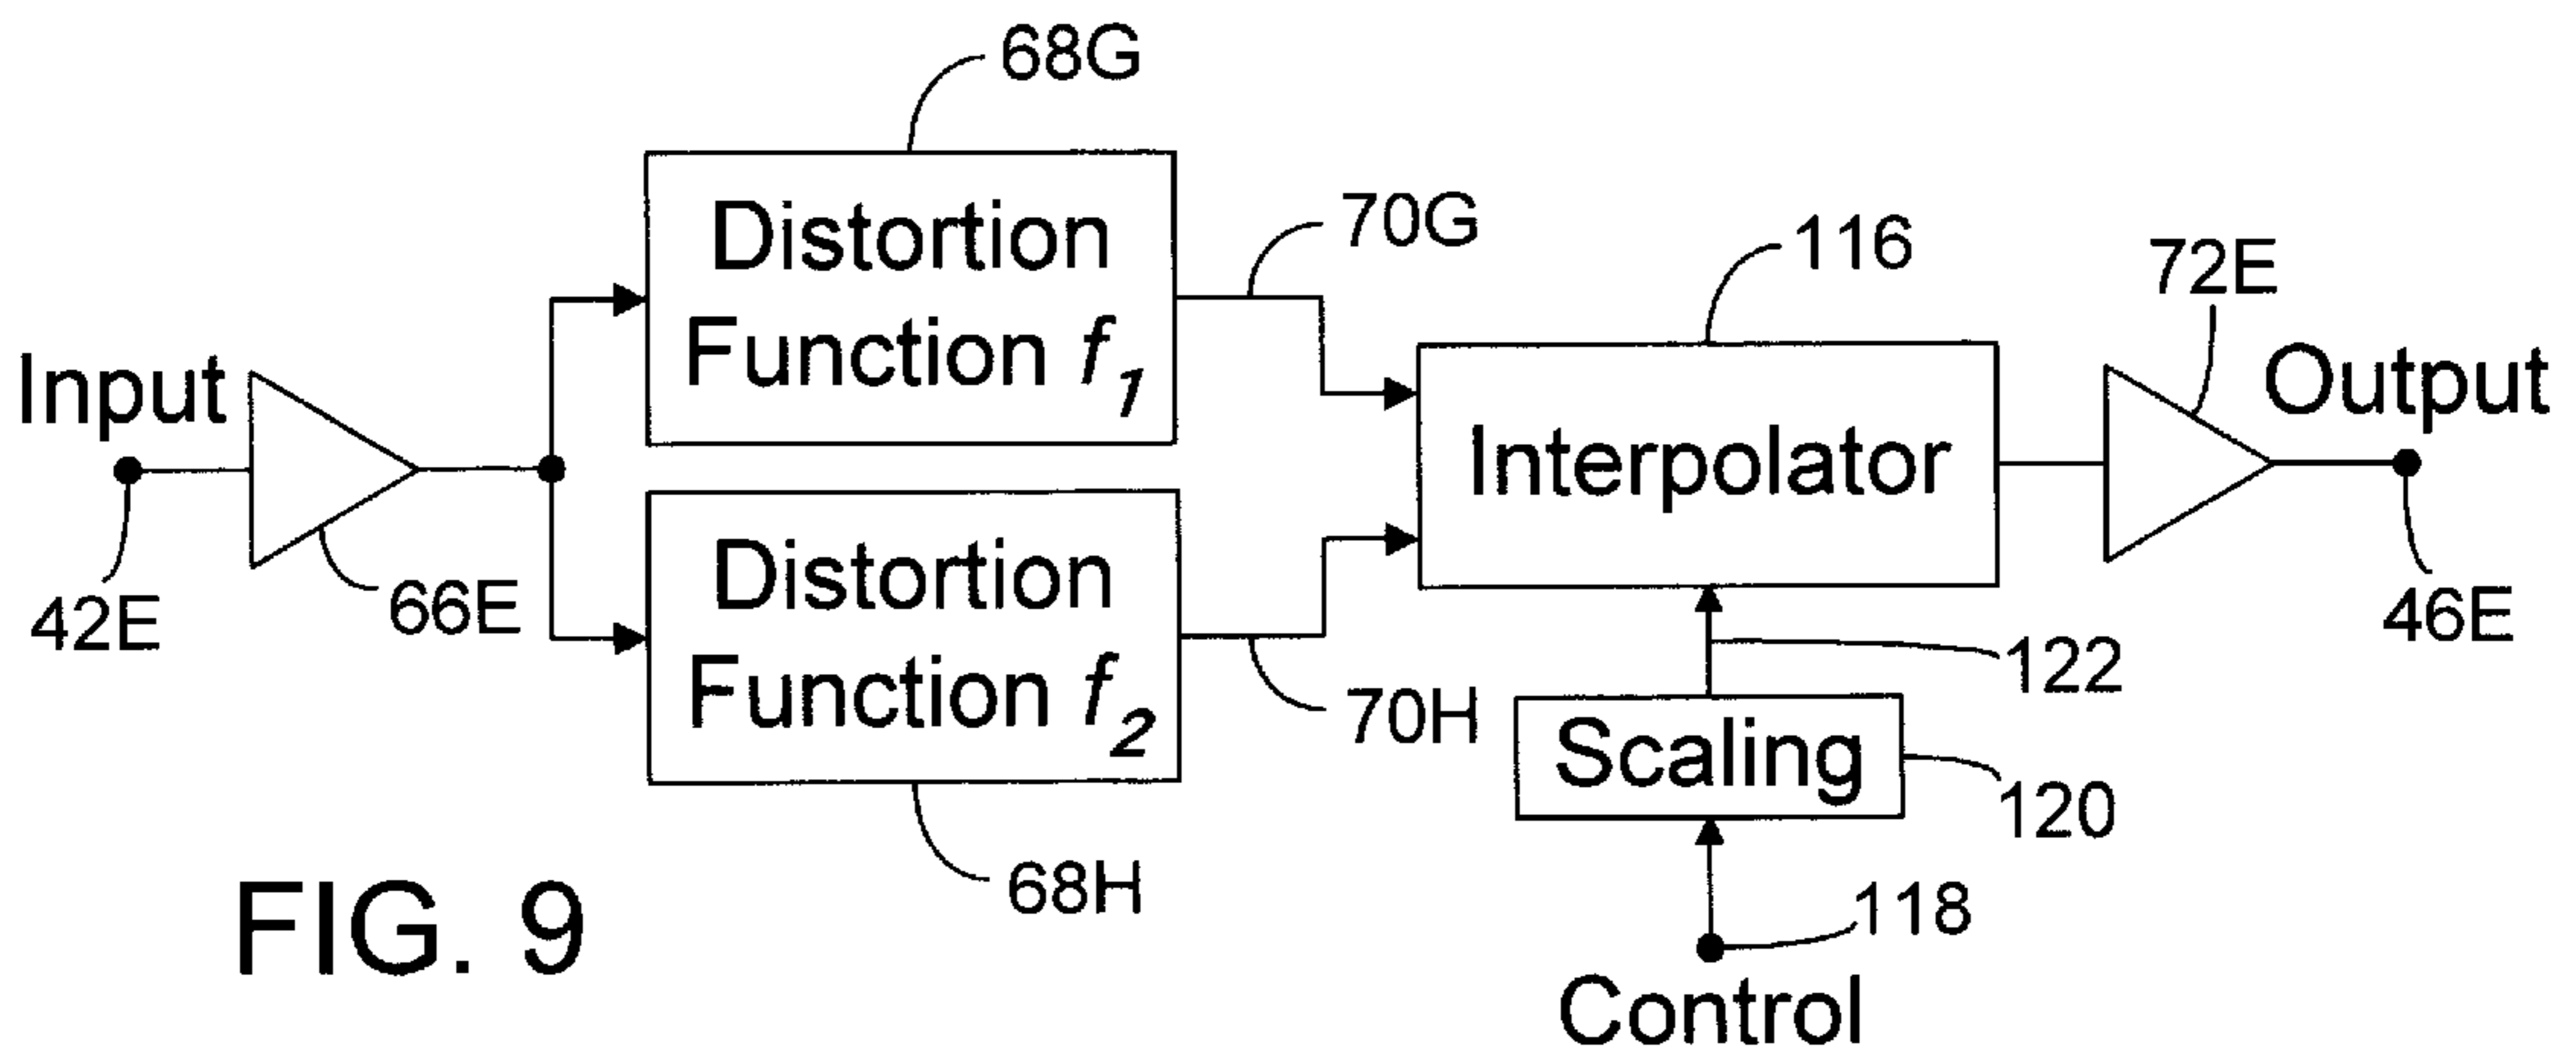 68G
Distortion
Function f1
70G
116
72E
Input
Interpolator
Output
42E
66E
Distortion
Function f2
70H
122
46E
Scaling
120
68H
118
Control
FIG. 9